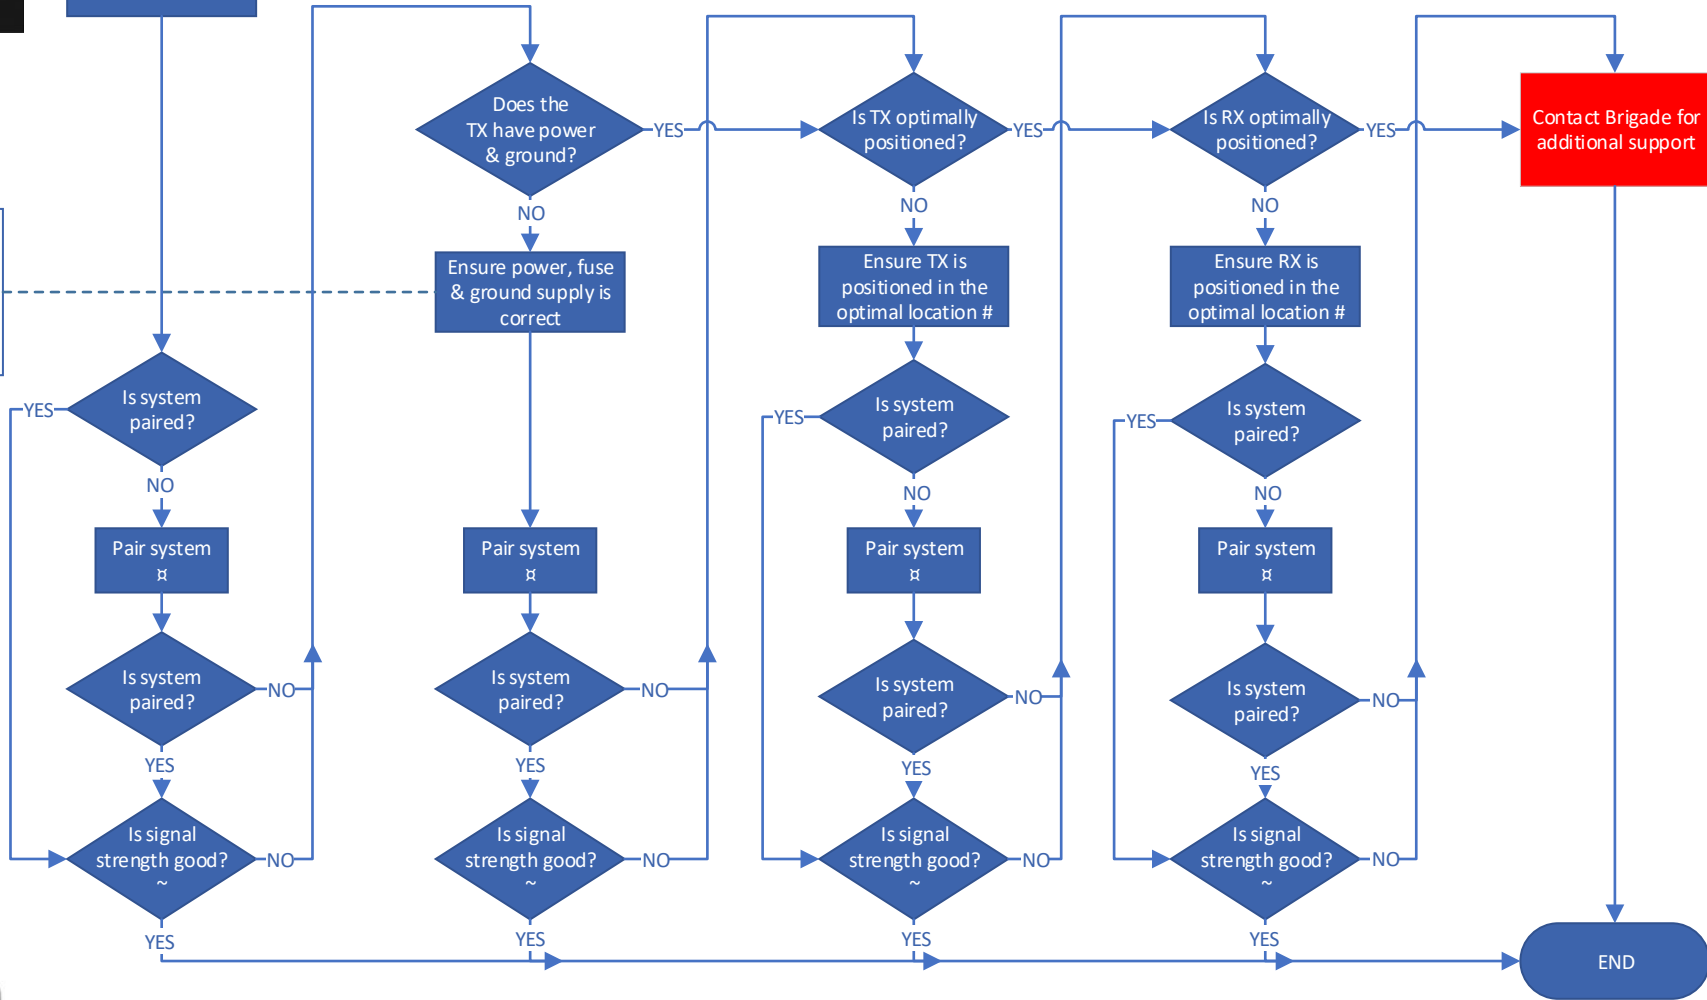 Does the
TX have power
& ground?
YES
Is TX optimally
positioned?
YES
Is RX optimally
positioned?
YES
Contact Brigade for
additional support
NO
NO
NO
Ensure power, fuse
& ground supply is
correct
Ensure TX is
positioned in the
optimal location #
Ensure RX is
positioned in the
optimal location #
YES
Is system
paired?
YES
Is system
paired?
YES
Is system
paired?
NO
NO
NO
Pair system
¤
Pair system
¤
Pair system
¤
Pair system
¤
Is system
paired?
NO
Is system
paired?
NO
Is system
paired?
NO
Is system
paired?
NO
YES
YES
YES
YES
Is signal
strength good?
~
NO
Is signal
strength good?
~
NO
Is signal
strength good?
~
NO
Is signal
strength good?
~
NO
YES
YES
YES
YES
END